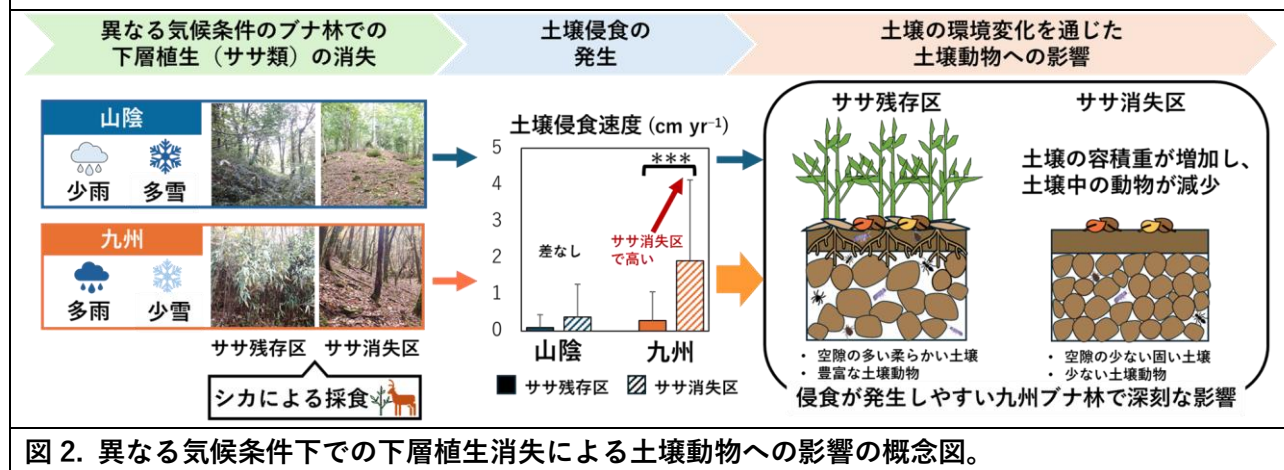 異なる気候条件のブナ林での
下層植生（ササ類）の消失
土壌侵食の
発生
土壌の環境変化を通じた
土壌動物への影響
山陰
少雨 多雪
九州
多雨 少雪
ササ残存区 ササ消失区
シカによる採食
土壌侵食速度 (cm yr⁻¹)
5
4
3
2
1
0
差なし
***
ササ消失区
で高い
山陰 九州
ササ残存区 ササ消失区
ササ残存区
・ 空隙の多い柔らかい土壌
・ 豊富な土壌動物
ササ消失区
土壌の容積重が増加し、
土壌中の動物が減少
・ 空隙の少ない固い土壌
・ 少ない土壌動物
侵食が発生しやすい九州ブナ林で深刻な影響
図 2. 異なる気候条件下での下層植生消失による土壌動物への影響の概念図。